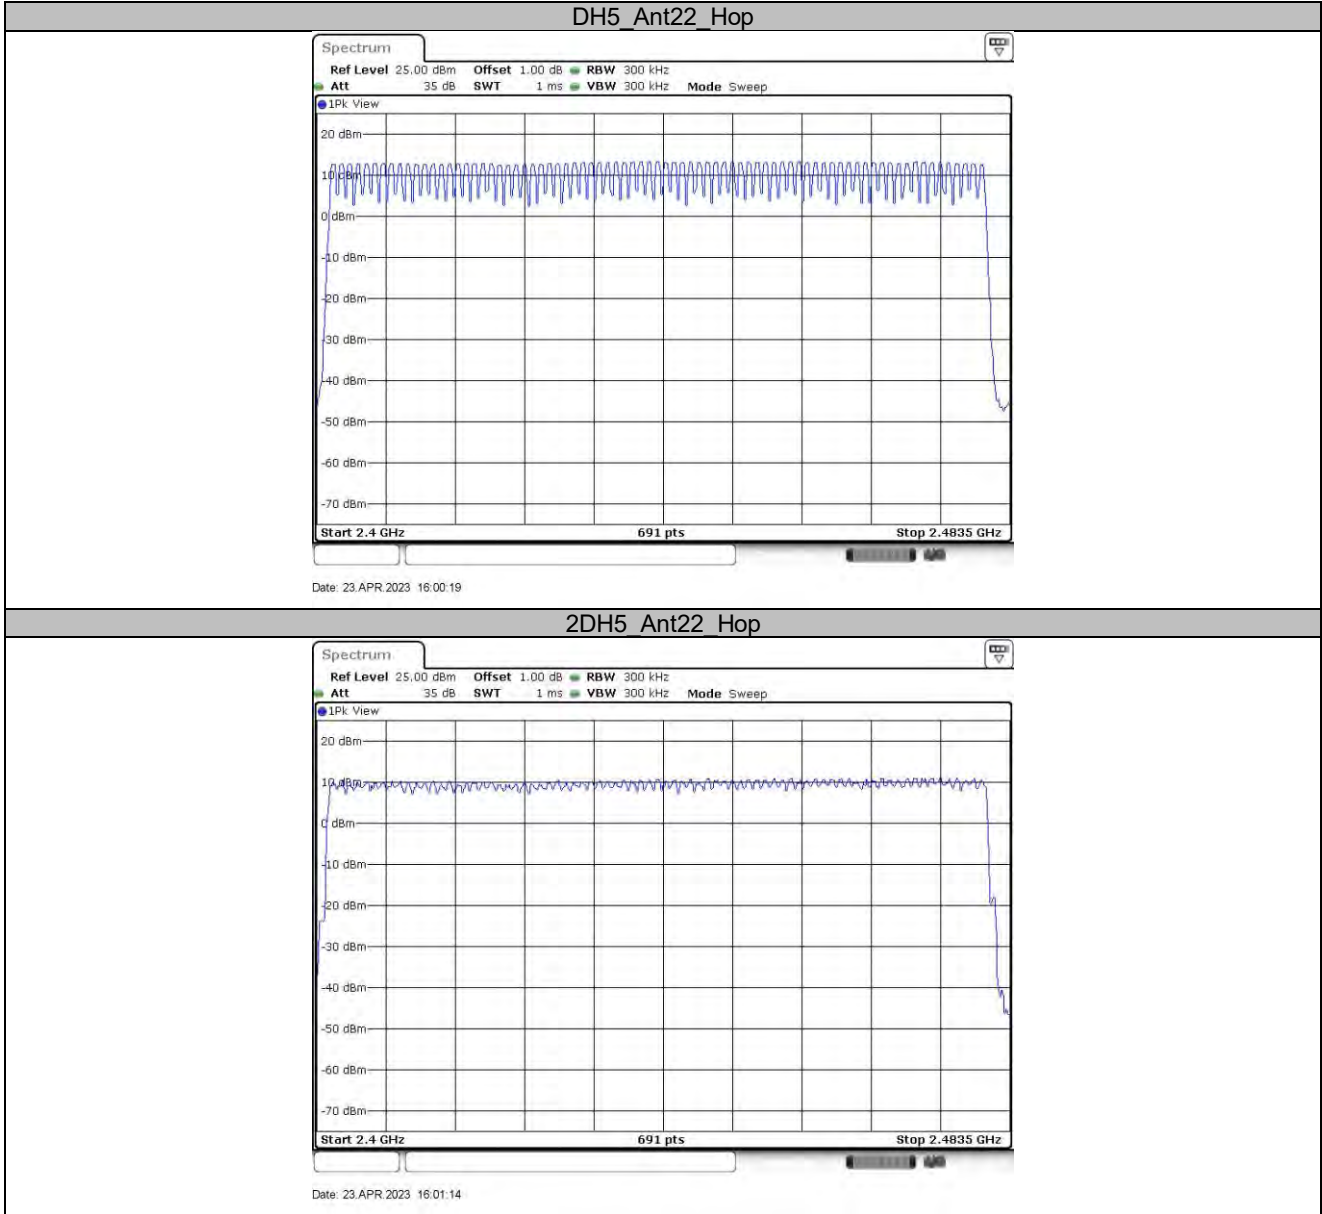 DH5_Ant22_Hop
Spectrum
Ref Level 25.00 dBm Offset 1.00 dB RBW 300 kHz
Att 35 dB SWT 1 ms VBW 300 kHz Mode Sweep
1Pk View
20 dBm
10 dBm
0 dBm
-10 dBm
-20 dBm
-30 dBm
-40 dBm
-50 dBm
-60 dBm
-70 dBm
Start 2.4 GHz 691 pts Stop 2.4835 GHz
Date: 23.APR.2023 16:00:19
2DH5_Ant22_Hop
Spectrum
Ref Level 25.00 dBm Offset 1.00 dB RBW 300 kHz
Att 35 dB SWT 1 ms VBW 300 kHz Mode Sweep
1Pk View
20 dBm
10 dBm
0 dBm
-10 dBm
-20 dBm
-30 dBm
-40 dBm
-50 dBm
-60 dBm
-70 dBm
Start 2.4 GHz 691 pts Stop 2.4835 GHz
Date: 23.APR.2023 16:01:14